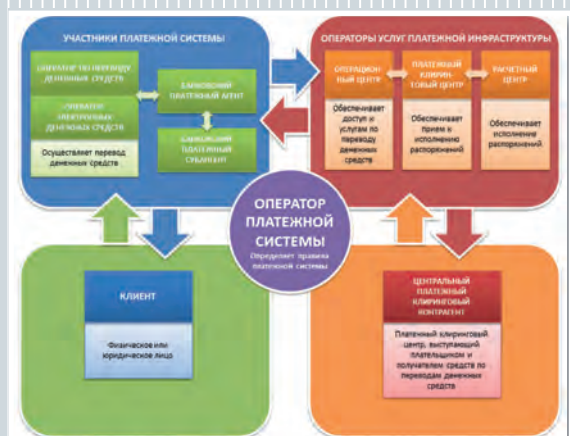 УЧАСТНИКИ ПЛАТЕЖНОЙ СИСТЕМЫ
ОПЕРАТОР ПО ПЕРЕВОДУ
ДЕНЕЖНЫХ СРЕДСТВ
ОПЕРАТОР
ЭЛЕКТРОННЫХ
ДЕНЕЖНЫХ СРЕДСТВ
Осуществляет перевод
денежных средств
БАНКОВСКИЙ
ПЛАТЕЖНЫЙ АГЕНТ
БАНКОВСКИЙ
ПЛАТЕЖНЫЙ
СУБАГЕНТ
ОПЕРАТОРЫ УСЛУГ ПЛАТЕЖНОЙ ИНФРАСТРУКТУРЫ
ОПЕРАЦИОН-
НЫЙ ЦЕНТР
Обеспечивает
доступ к
услугам по
переводу
денежных
средств
ПЛАТЕЖНЫЙ
КЛИРИН-
ГОВЫЙ ЦЕНТР
Обеспечивает
прием к
исполнению
распоряжений
РАСЧЕТНЫЙ
ЦЕНТР
Обеспечивает
исполнение
распоряжений
ОПЕРАТОР
ПЛАТЕЖНОЙ
СИСТЕМЫ
Определяет правила
платежной системы
КЛИЕНТ
Физическое или
юридическое лицо
ЦЕНТРАЛЬНЫЙ
ПЛАТЕЖНЫЙ
КЛИРИНГОВЫЙ
КОНТРАГЕНТ
Платежный клиринговый
центр, выступающий
плательщиком и
получателем средств по
переводам денежных
средств